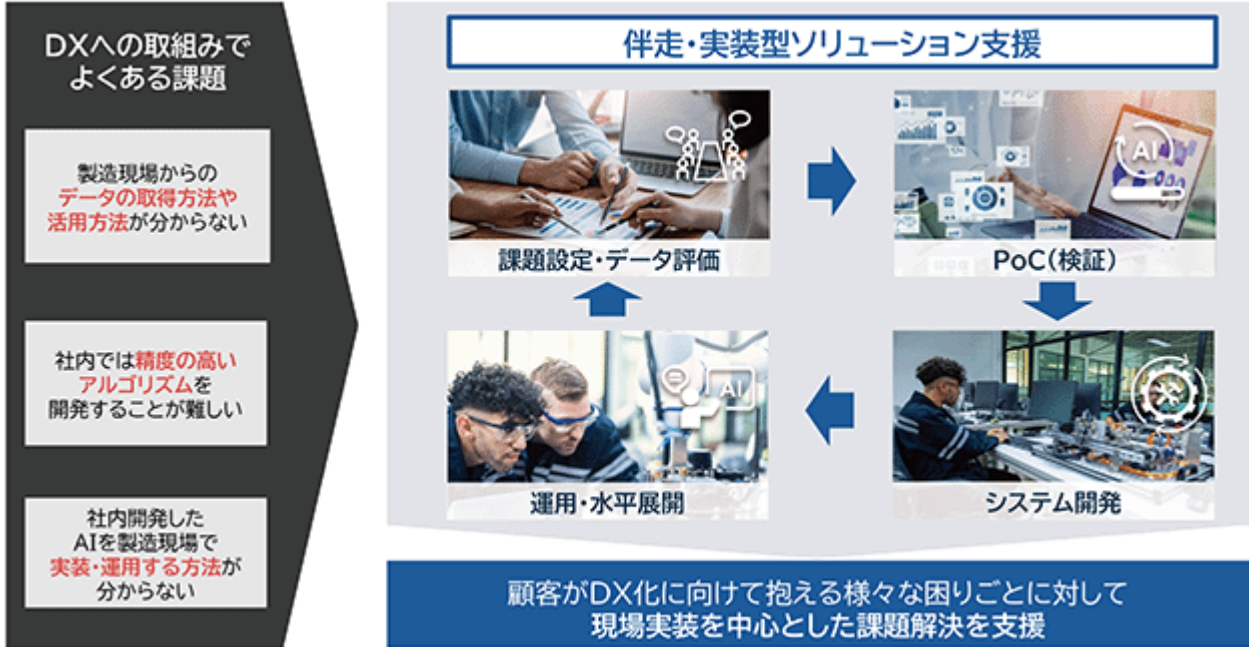 DXへの取組みで
よくある課題
製造現場からの
データの取得方法や
活用方法が分からない
社内では精度の高い
アルゴリズムを
開発することが難しい
社内開発した
AIを製造現場で
実装・運用する方法が
分からない
伴走・実装型ソリューション支援
課題設定・データ評価
AI
PoC(検証)
AI
運用・水平展開
システム開発
顧客がDX化に向けて抱える様々な困りごとに対して
現場実装を中心とした課題解決を支援